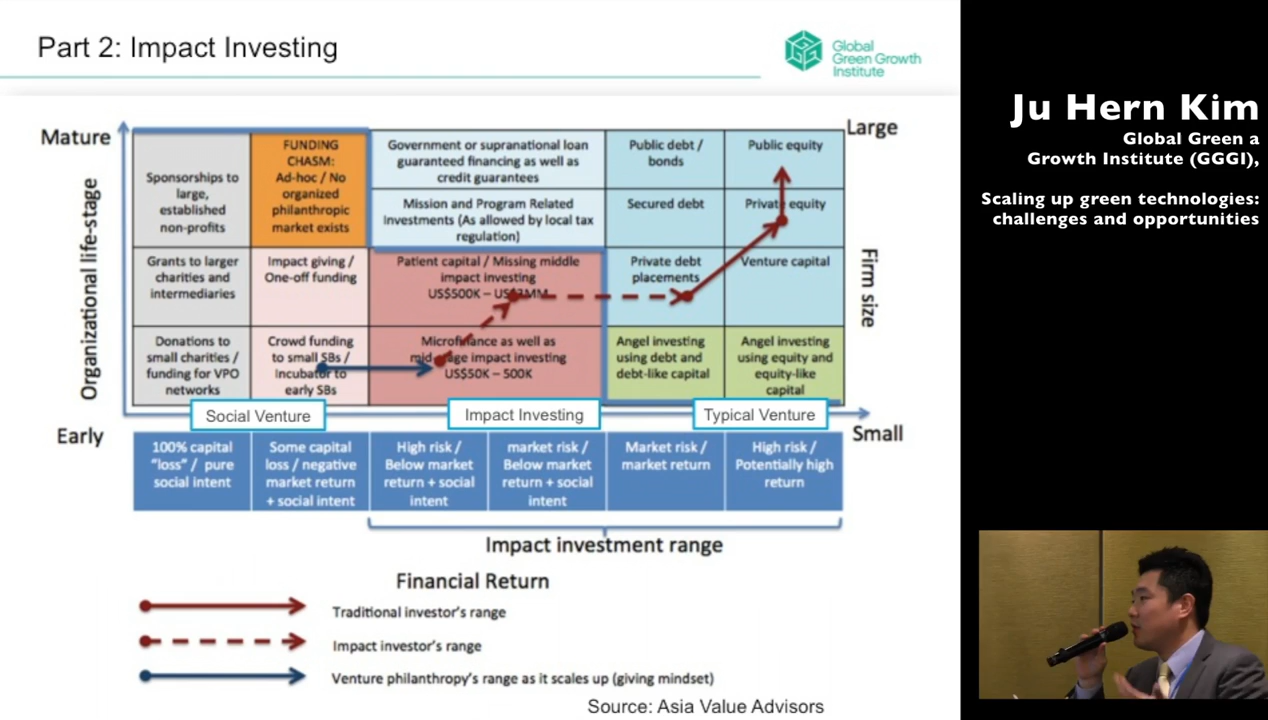 Part 2: Impact Investing
Global
Green Growth
Institute
Ju Hern Kim
Global Green a
Growth Institute (GGGI),
Scaling up green technologies:
challenges and opportunities
Mature
Large
Organizational life-stage
Firm size
Sponsorships to
large,
established
non-profits
FUNDING
CHASM:
Ad-hoc / No
organized
philanthropic
market exists
Government or supranational loan
guaranteed financing as well as
credit guarantees
Mission and Program Related
Investments (As allowed by local tax
regulation)
Public debt /
bonds
Public equity
Secured debt
Private equity
Grants to larger
charities and
intermediaries
Impact giving /
One-off funding
Patient capital / Missing middle
impact investing
US$500K –
Private debt
placements
Venture capital
Donations to
small charities /
funding for VPO
networks
Crowd funding
to small SBs /
Incubator to
early SBs
Microfinance as well as
impact investing
US$50K – 500K
Angel investing
using debt and
debt-like capital
Angel investing
using equity and
equity-like
capital
Social Venture
Impact Investing
Typical Venture
Early
Small
100% capital
"loss" / pure
social intent
Some capital
loss / negative
market return
+ social intent
High risk /
Below market
return + social
intent
market risk /
Below market
return + social
intent
Market risk /
market return
High risk /
Potentially high
return
Impact investment range
Financial Return
Traditional investor's range
Impact investor's range
Venture philanthropy's range as it scales up (giving mindset)
Source: Asia Value Advisors